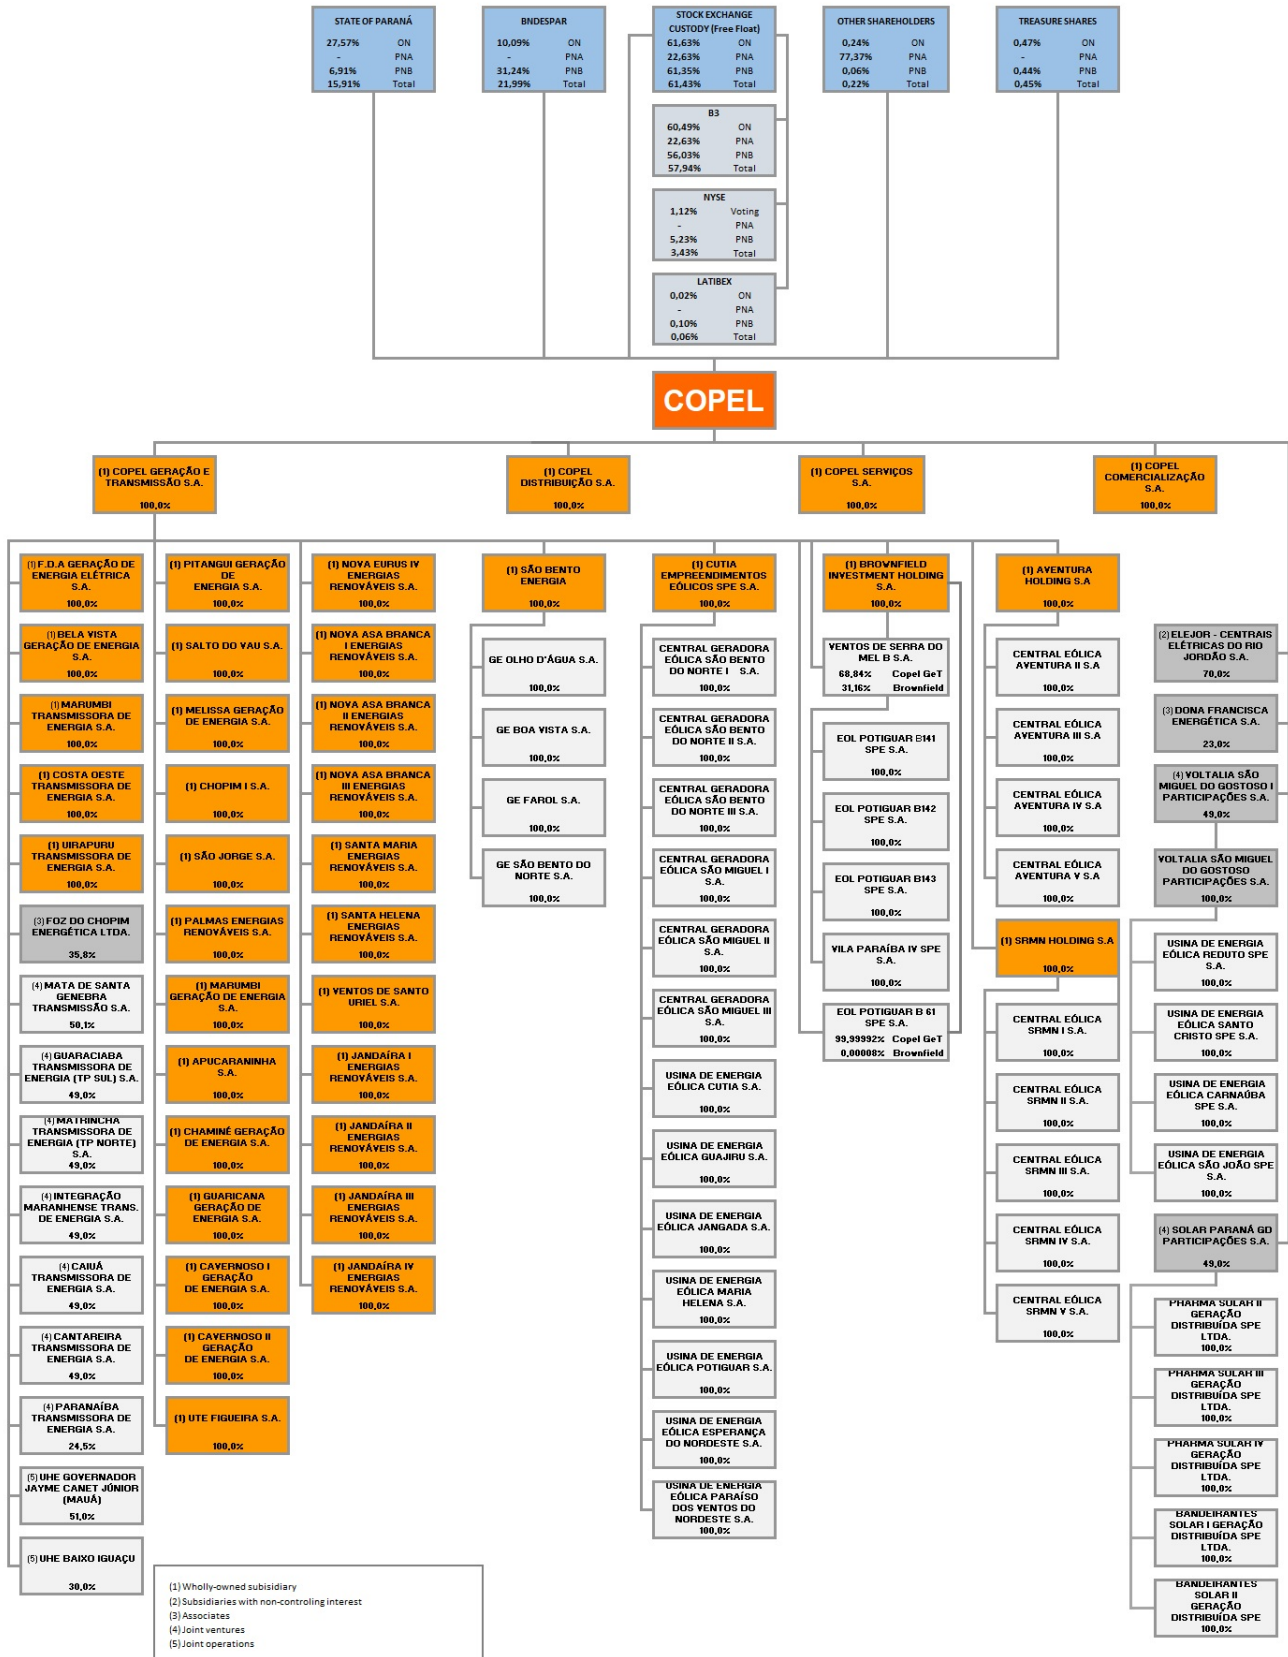 STATE OF PARANÁ
27,57% ON
- PNA
6,91% PNB
15,91% Total
BNDESPAR
10,09% ON
- PNA
31,24% PNB
21,99% Total
STOCK EXCHANGE
CUSTODY (Free Float)
61,63% ON
22,63% PNA
61,35% PNB
61,43% Total
OTHER SHAREHOLDERS
0,24% ON
77,37% PNA
0,06% PNB
0,22% Total
TREASURE SHARES
0,47% ON
- PNA
0,44% PNB
0,45% Total
B3
60,49% ON
22,63% PNA
56,03% PNB
57,94% Total
NYSE
1,12% Voting
- PNA
5,23% PNB
3,43% Total
LATIBEX
0,02% ON
- PNA
0,10% PNB
0,06% Total
COPEL
(1) COPEL GERAÇÃO E
TRANSMISSÃO S.A.
100,0%
(1) COPEL
DISTRIBUIÇÃO S.A.
100,0%
(1) COPEL SERVIÇOS
S.A.
100,0%
(1) COPEL
COMERCIALIZAÇÃO
S.A.
100,0%
(1) F.D.A GERAÇÃO DE
ENERGIA ELÉTRICA
S.A.
100,0%
(1) BELA VISTA
GERAÇÃO DE ENERGIA
S.A.
100,0%
(1) MARUMBI
TRANSMISSORA DE
ENERGIA S.A.
100,0%
(1) COSTA OESTE
TRANSMISSORA DE
ENERGIA S.A.
100,0%
(1) UIRAPURU
TRANSMISSORA DE
ENERGIA S.A.
100,0%
(3) FOZ DO CHOPIM
ENERGÉTICA LTDA.
35,8%
(4) MATA DE SANTA
GENEBRA
TRANSMISSÃO S.A.
50,1%
(4) GUARACIABA
TRANSMISSORA DE
ENERGIA (TP SUL) S.A.
49,0%
(4) MATRINCHA
TRANSMISSORA DE
ENERGIA (TP NORTE)
S.A.
49,0%
(4) INTEGRAÇÃO
MARANHENSE TRANS.
DE ENERGIA S.A.
49,0%
(4) CAIUÁ
TRANSMISSORA DE
ENERGIA S.A.
49,0%
(4) CANTAREIRA
TRANSMISSORA DE
ENERGIA S.A.
49,0%
(4) PARANAÍBA
TRANSMISSORA DE
ENERGIA S.A.
24,5%
(5) UHE GOVERNADOR
JAYME CANET JÚNIOR
(MAUÁ)
51,0%
(5) UHE BAIXO IGUAÇU
30,0%
(1) PITANGUI GERAÇÃO
DE
ENERGIA S.A.
100,0%
(1) SALTO DO VAU S.A.
100,0%
(1) MELISSA GERAÇÃO
DE ENERGIA S.A.
100,0%
(1) CHOPIM I S.A.
100,0%
(1) SÃO JORGE S.A.
100,0%
(1) PALMAS ENERGIAS
RENOVÁVEIS S.A.
100,0%
(1) MARUMBI
GERAÇÃO DE ENERGIA
S.A.
100,0%
(1) APUCARANINHA
S.A.
100,0%
(1) CHAMINÉ GERAÇÃO
DE ENERGIA S.A.
100,0%
(1) GUARICANA
GERAÇÃO DE
ENERGIA S.A.
100,0%
(1) CAVERNOSO I
GERAÇÃO
DE ENERGIA S.A.
100,0%
(1) CAVERNOSO II
GERAÇÃO
DE ENERGIA S.A.
100,0%
(1) UTE FIGUEIRA S.A.
100,0%
(1) NOVA EURUS IV
ENERGIAS
RENOVÁVEIS S.A.
100,0%
(1) NOVA ASA BRANCA
I ENERGIAS
RENOVÁVEIS S.A.
100,0%
(1) NOVA ASA BRANCA
II ENERGIAS
RENOVÁVEIS S.A.
100,0%
(1) NOVA ASA BRANCA
III ENERGIAS
RENOVÁVEIS S.A.
100,0%
(1) SANTA MARIA
ENERGIAS
RENOVÁVEIS S.A.
100,0%
(1) SANTA HELENA
ENERGIAS
RENOVÁVEIS S.A.
100,0%
(1) VENTOS DE SANTO
URIEL S.A.
100,0%
(1) JANDAÍRA I
ENERGIAS
RENOVÁVEIS S.A.
100,0%
(1) JANDAÍRA II
ENERGIAS
RENOVÁVEIS S.A.
100,0%
(1) JANDAÍRA III
ENERGIAS
RENOVÁVEIS S.A.
100,0%
(1) JANDAÍRA IV
ENERGIAS
RENOVÁVEIS S.A.
100,0%
(1) SÃO BENTO
ENERGIA
100,0%
GE OLHO D'ÁGUA S.A.
100,0%
GE BOA VISTA S.A.
100,0%
GE FAROL S.A.
100,0%
GE SÃO BENTO DO
NORTE S.A.
100,0%
(1) CUTIA
EMPREENDIMENTOS
EÓLICOS SPE S.A.
100,0%
CENTRAL GERADORA
EÓLICA SÃO BENTO
DO NORTE I S.A.
100,0%
CENTRAL GERADORA
EÓLICA SÃO BENTO
DO NORTE II S.A.
100,0%
CENTRAL GERADORA
EÓLICA SÃO BENTO
DO NORTE III S.A.
100,0%
CENTRAL GERADORA
EÓLICA SÃO MIGUEL I
S.A.
100,0%
CENTRAL GERADORA
EÓLICA SÃO MIGUEL II
S.A.
100,0%
CENTRAL GERADORA
EÓLICA SÃO MIGUEL III
S.A.
100,0%
USINA DE ENERGIA
EÓLICA CUTIA S.A.
100,0%
USINA DE ENERGIA
EÓLICA GUAJIRU S.A.
100,0%
USINA DE ENERGIA
EÓLICA JANGADA S.A.
100,0%
USINA DE ENERGIA
EÓLICA MARIA
HELENA S.A.
100,0%
USINA DE ENERGIA
EÓLICA POTIGUAR S.A.
100,0%
USINA DE ENERGIA
EÓLICA ESPERANÇA
DO NORDESTE S.A.
100,0%
USINA DE ENERGIA
EÓLICA PARAÍSO
DOS VENTOS DO
NORDESTE S.A.
100,0%
(1) BROWNFIELD
INVESTMENT HOLDING
S.A.
100,0%
VENTOS DE SERRA DO
MEL B S.A.
68,84% Copel GeT
31,16% Brownfield
EOL POTIGUAR B141
SPE S.A.
100,0%
EOL POTIGUAR B142
SPE S.A.
100,0%
EOL POTIGUAR B143
SPE S.A.
100,0%
VILA PARAÍBA IV SPE
S.A.
100,0%
EOL POTIGUAR B 61
SPE S.A.
99,99992% Copel GeT
0,00008% Brownfield
(1) AVENTURA
HOLDING S.A
100,0%
CENTRAL EÓLICA
AVENTURA II S.A
100,0%
CENTRAL EÓLICA
AVENTURA III S.A
100,0%
CENTRAL EÓLICA
AVENTURA IV S.A
100,0%
CENTRAL EÓLICA
AVENTURA V S.A
100,0%
(1) SRMN HOLDING S.A
100,0%
CENTRAL EÓLICA
SRMN I S.A.
100,0%
CENTRAL EÓLICA
SRMN II S.A.
100,0%
CENTRAL EÓLICA
SRMN III S.A.
100,0%
CENTRAL EÓLICA
SRMN IV S.A.
100,0%
CENTRAL EÓLICA
SRMN V S.A.
100,0%
(2) ELEJOR - CENTRAIS
ELÉTRICAS DO RIO
JORDÃO S.A.
70,0%
(3) DONA FRANCISCA
ENERGÉTICA S.A.
23,0%
(4) VOLTALIA SÃO
MIGUEL DO GOSTOSO I
PARTICIPAÇÕES S.A.
49,0%
VOLTALIA SÃO MIGUEL
DO GOSTOSO
PARTICIPAÇÕES S.A.
100,0%
USINA DE ENERGIA
EÓLICA REDUTO SPE
S.A.
100,0%
USINA DE ENERGIA
EÓLICA SANTO
CRISTO SPE S.A.
100,0%
USINA DE ENERGIA
EÓLICA CARNAÚBA
SPE S.A.
100,0%
USINA DE ENERGIA
EÓLICA SÃO JOÃO SPE
S.A.
100,0%
(4) SOLAR PARANÁ GD
PARTICIPAÇÕES S.A.
49,0%
PHARMA SOLAR II
GERAÇÃO
DISTRIBUÍDA SPE
LTDA.
100,0%
PHARMA SOLAR III
GERAÇÃO
DISTRIBUÍDA SPE
LTDA.
100,0%
PHARMA SOLAR IV
GERAÇÃO
DISTRIBUÍDA SPE
LTDA.
100,0%
BANDEIRANTES
SOLAR I GERAÇÃO
DISTRIBUÍDA SPE
LTDA.
100,0%
BANDEIRANTES
SOLAR II
GERAÇÃO
DISTRIBUÍDA SPE
100,0%
(1) Wholly-owned subisidiary
(2) Subsidiaries with non-controling interest
(3) Associates
(4) Joint ventures
(5) Joint operations